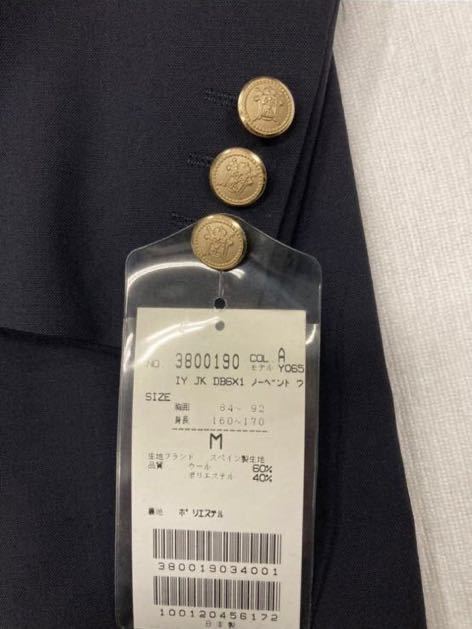 NO. 3800190 COL A
モデル Y065
IY JK DB6X1 ノーベント ウ
SIZE
胸囲 84~ 92
身長 160~170
M
生地ブランド スペイン製生地
品質 ウール 60%
ポリエステル 40%
裏地 ポリエステル
380019034001
100120456172
日本製